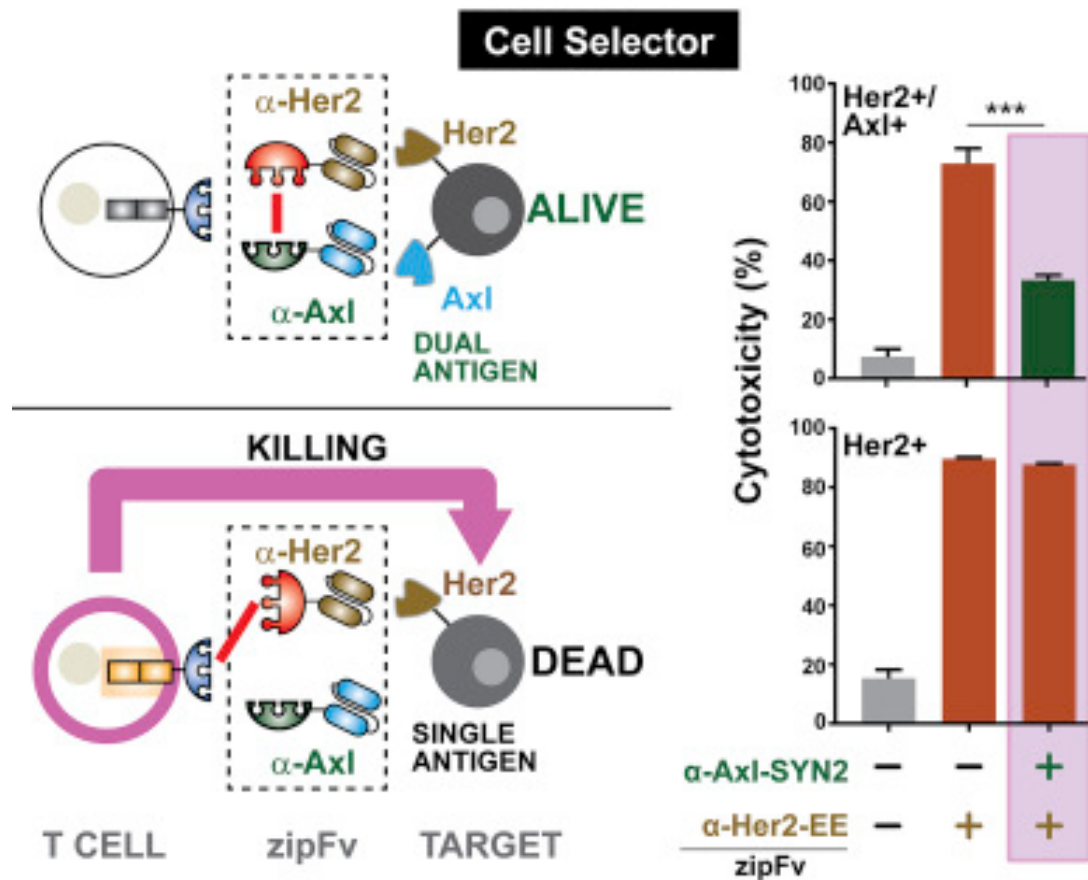 Cell Selector
α-Her2
Her2
ALIVE
α-Axl
Axl
DUAL
ANTIGEN
KILLING
α-Her2
Her2
DEAD
α-Axl
SINGLE
ANTIGEN
T CELL zipFv TARGET
Cytotoxicity (%)
100
80
60
40
20
0
Her2+/
Axl+
***
100
80
60
40
20
0
Her2+
α-Axl-SYN2 − − +
α-Her2-EE − + +
zipFv